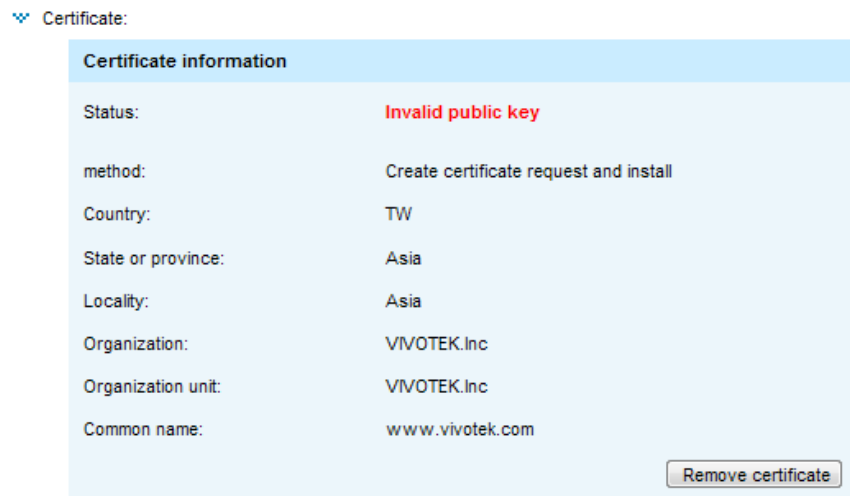 Certificate:
Certificate information
Status: Invalid public key
method: Create certificate request and install
Country: TW
State or province: Asia
Locality: Asia
Organization: VIVOTEK.Inc
Organization unit: VIVOTEK.Inc
Common name: www.vivotek.com
Remove certificate